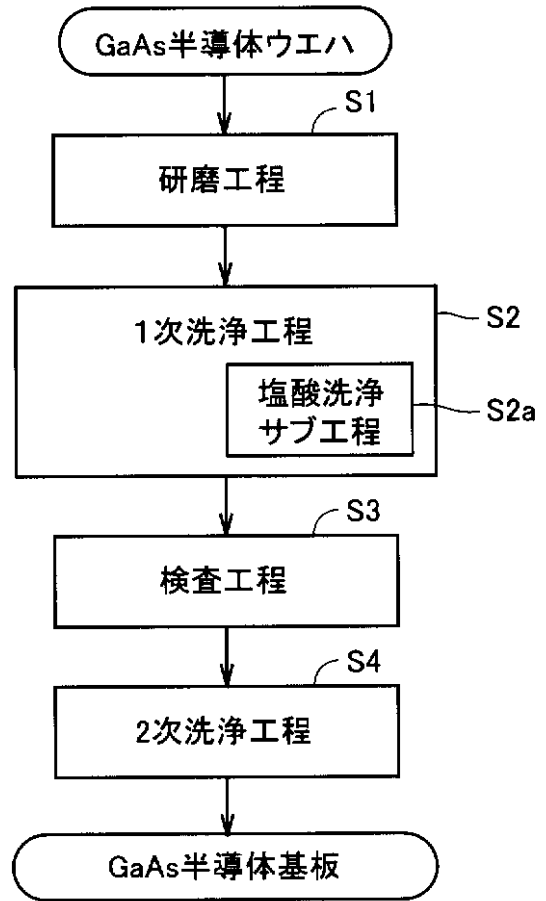 GaAs半導体ウエハ
S1
研磨工程
S2
1次洗浄工程
塩酸洗浄
サブ工程
S2a
S3
検査工程
S4
2次洗浄工程
GaAs半導体基板